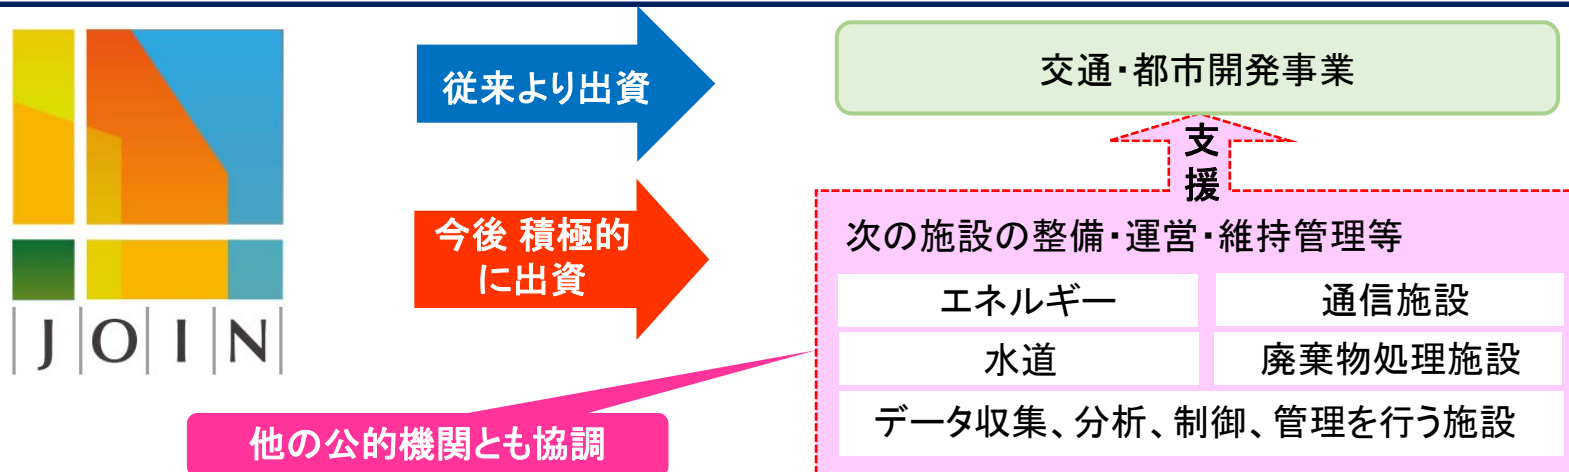 従来より出資
交通・都市開発事業
支
援
今後 積極的
に出資
次の施設の整備・運営・維持管理等
エネルギー
通信施設
水道
廃棄物処理施設
データ収集、分析、制御、管理を行う施設
JOIN
他の公的機関とも協調